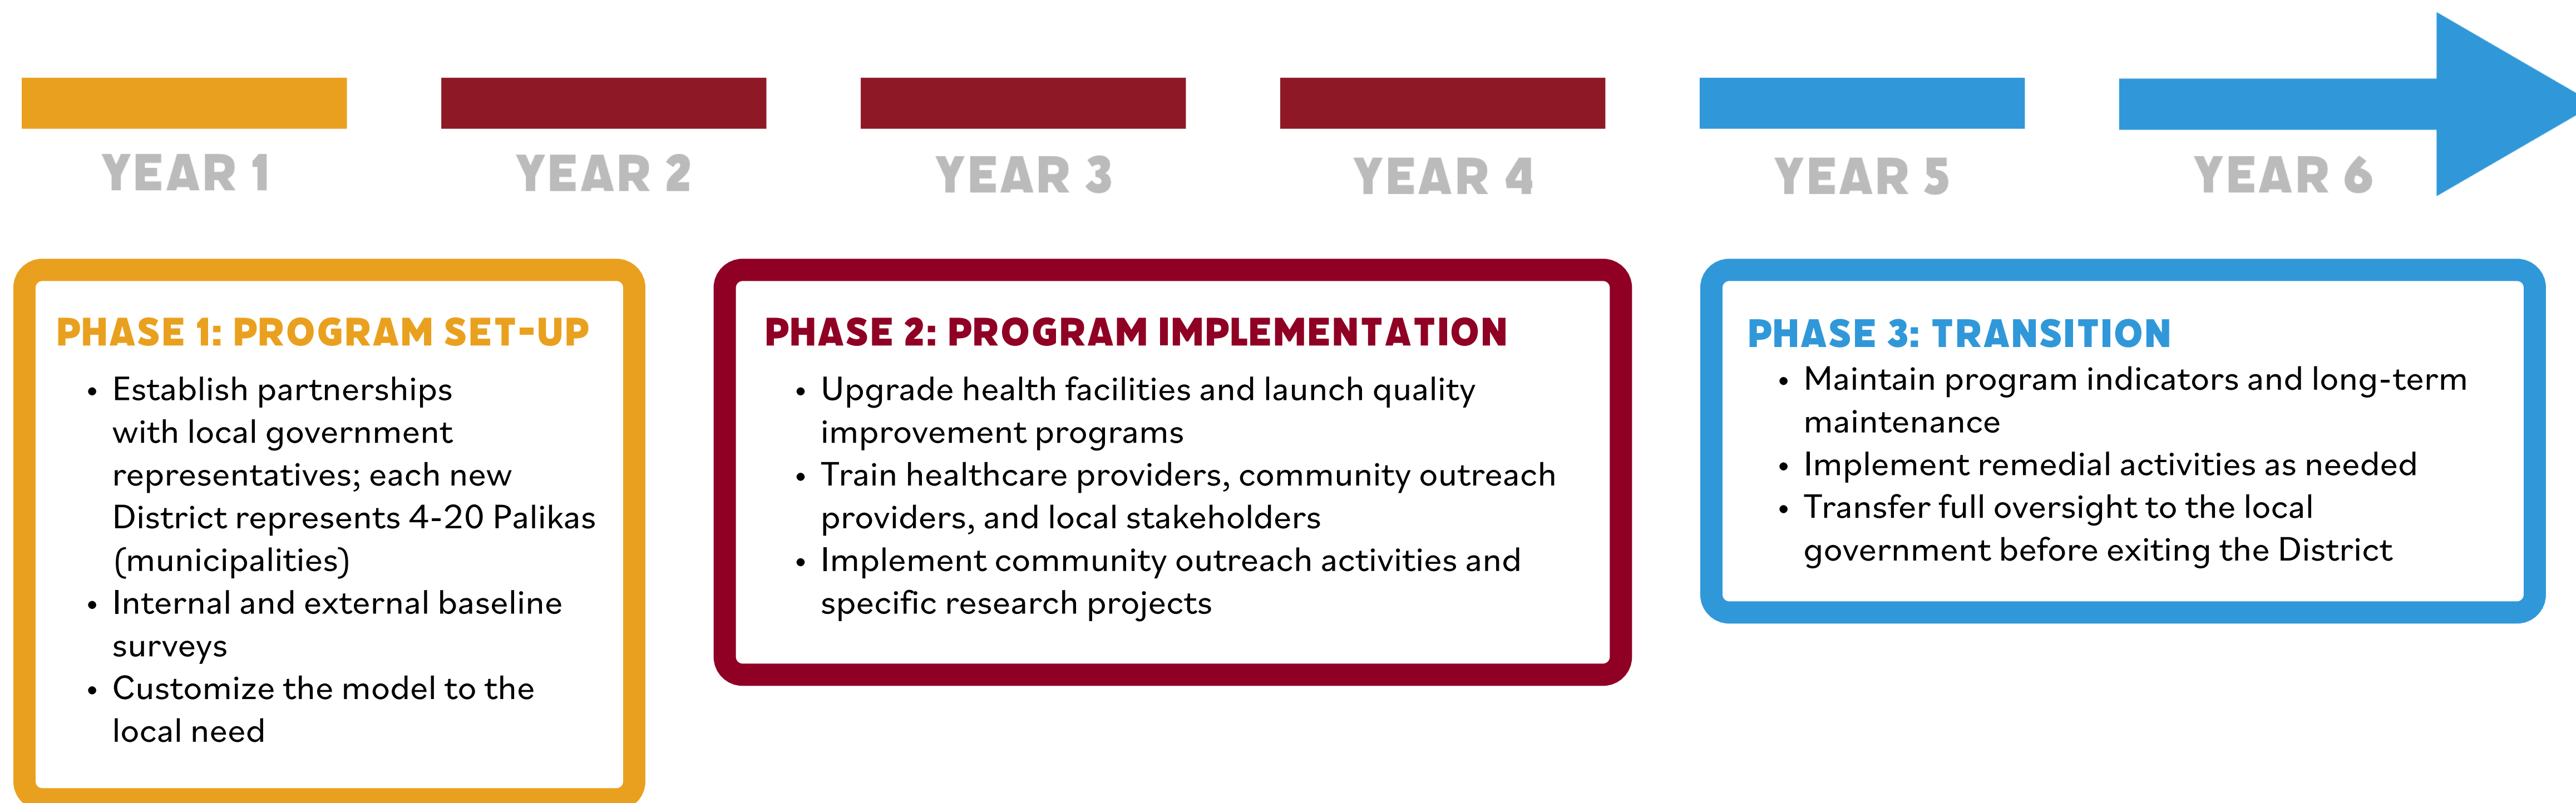 YEAR 1
YEAR 2
YEAR 3
YEAR 4
YEAR 5
YEAR 6
PHASE 1: PROGRAM SET-UP
• Establish partnerships
with local government
representatives; each new
District represents 4-20 Palikas
(municipalities)
• Internal and external baseline
surveys
• Customize the model to the
local need
PHASE 2: PROGRAM IMPLEMENTATION
• Upgrade health facilities and launch quality
improvement programs
• Train healthcare providers, community outreach
providers, and local stakeholders
• Implement community outreach activities and
specific research projects
PHASE 3: TRANSITION
• Maintain program indicators and long-term
maintenance
• Implement remedial activities as needed
• Transfer full oversight to the local
government before exiting the District